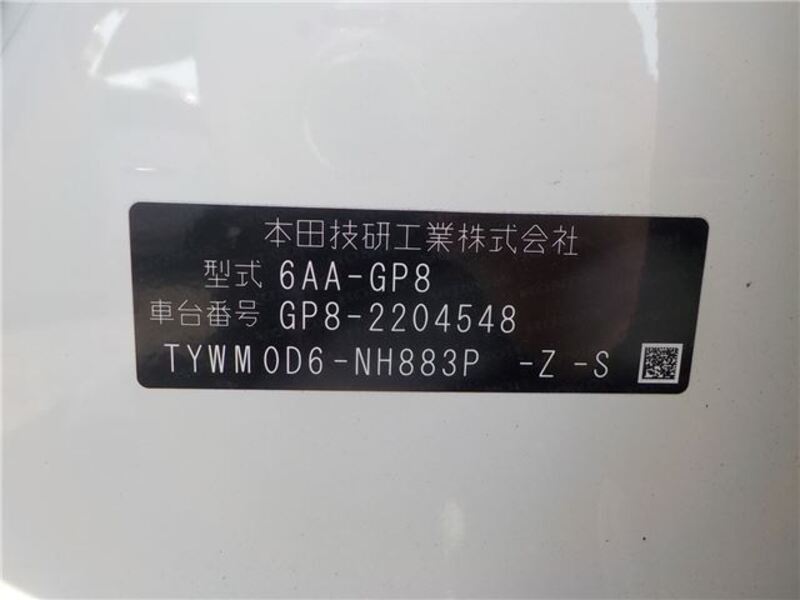 本田技研工業株式会社
型式 6AA-GP8
車台番号 GP8-2204548
TYWM0D6-NH883P -Z -S